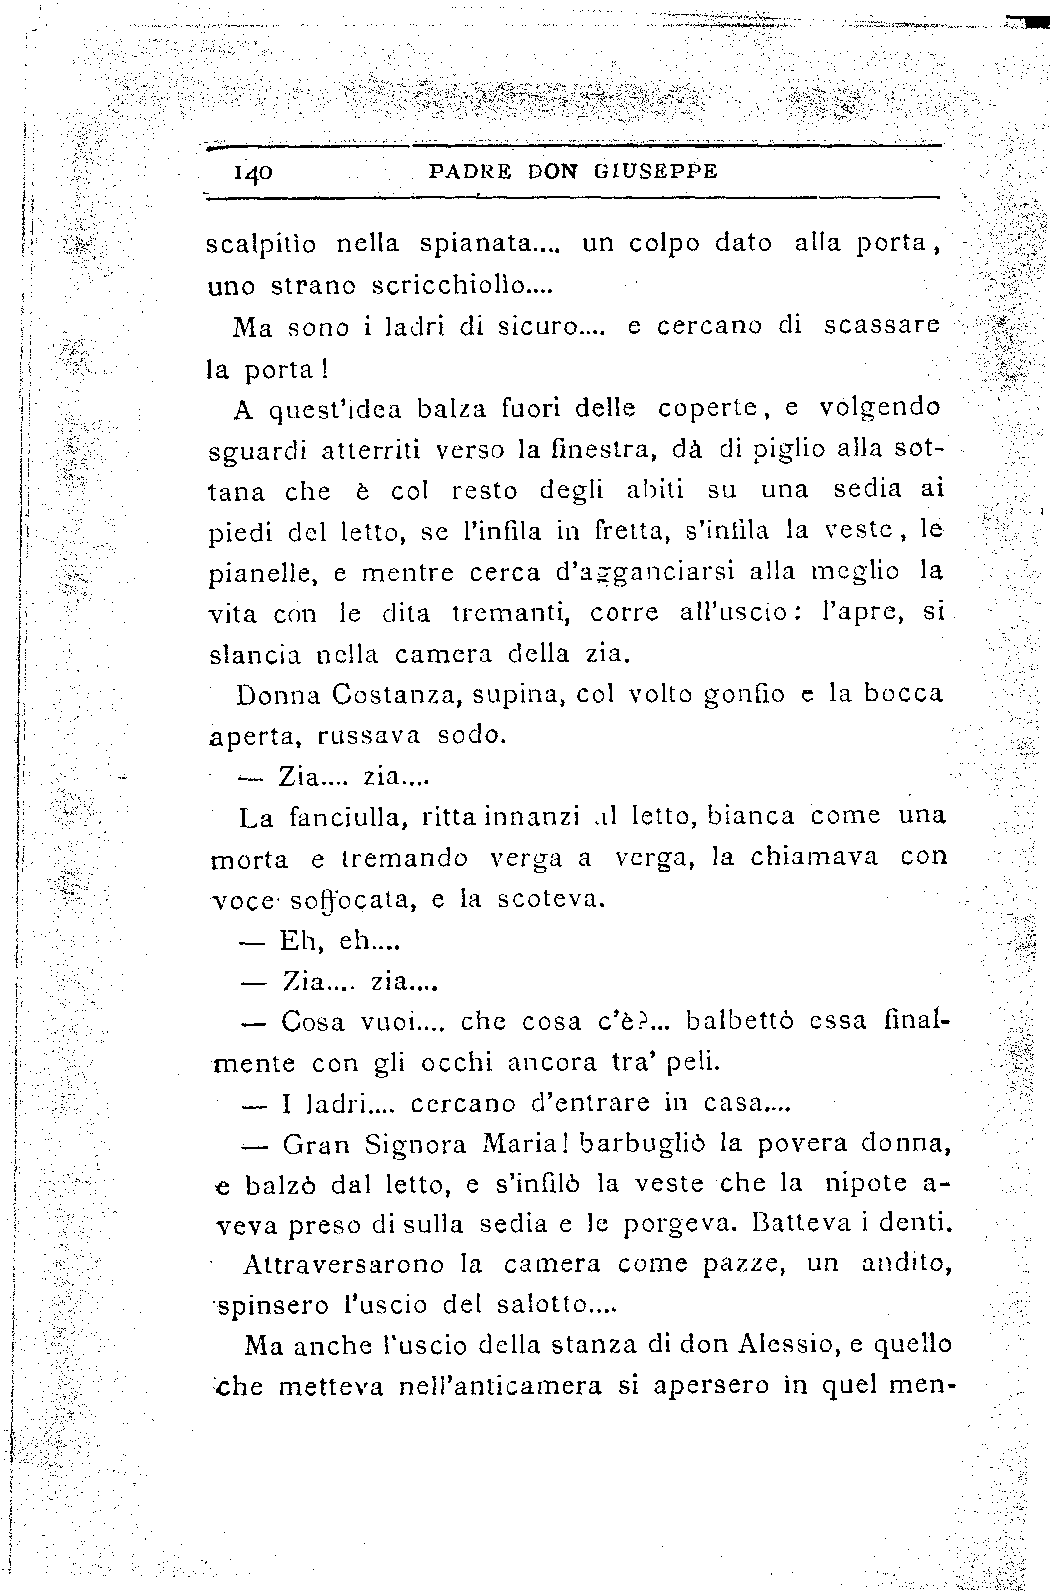 140 PADRE DON GIUSEPPE
scalpitìo nella spianata.... un colpo dato alla porta,
uno strano scricchiolìo....
Ma sono i ladri di sicuro.... e cercano di scassare
la porta!
A quest'idea balza fuori delle coperte, e volgendo
sguardi atterriti verso la finestra, dà di piglio alla sot-
tana che è col resto degli abiti su una sedia ai
piedi del letto, se l'infila in fretta, s'infila la veste, le
pianelle, e mentre cerca d'agganciarsi alla meglio la
vita con le dita tremanti, corre all'uscio: l'apre, si
slancia nella camera della zia.
Donna Costanza, supina, col volto gonfio e la bocca
aperta, russava sodo.
— Zia.... zia....
La fanciulla, ritta innanzi al letto, bianca come una
morta e tremando verga a verga, la chiamava con
voce soffocata, e la scoteva.
— Eh, eh....
— Zia.... zia....
— Cosa vuoi.... che cosa c'è?... balbettò essa final-
mente con gli occhi ancora tra' peli.
— I ladri.... cercano d'entrare in casa....
— Gran Signora Maria! barbugliò la povera donna,
e balzò dal letto, e s'infilò la veste che la nipote a-
veva preso di sulla sedia e le porgeva. Batteva i denti.
Attraversarono la camera come pazze, un andito,
spinsero l'uscio del salotto....
Ma anche l'uscio della stanza di don Alessio, e quello
che metteva nell'anticamera si apersero in quel men-